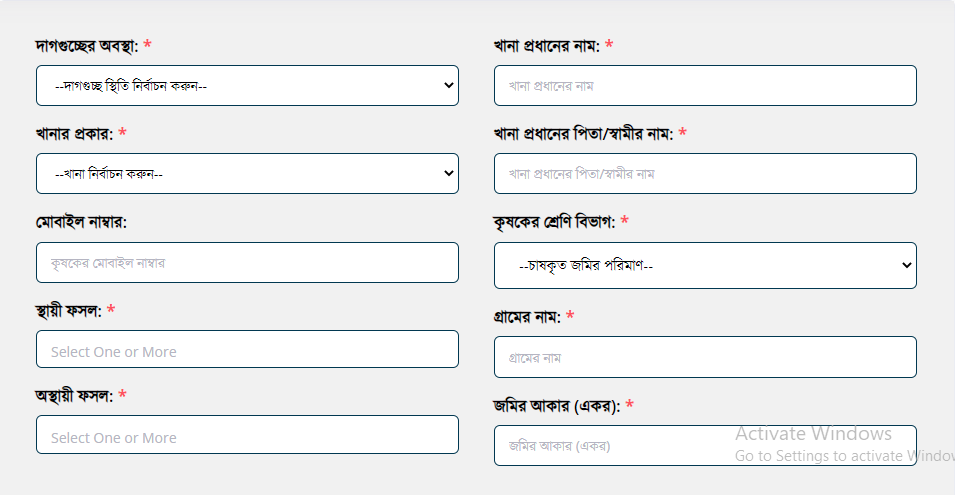 দাগগুচ্ছের অবস্থা: *
--দাগগুচ্ছ স্থিতি নির্বাচন করুন--
খানার প্রকার: *
--খানা নির্বাচন করুন--
মোবাইল নাম্বার:
কৃষকের মোবাইল নাম্বার
স্থায়ী ফসল: *
Select One or More
অস্থায়ী ফসল: *
Select One or More
খানা প্রধানের নাম: *
খানা প্রধানের নাম
খানা প্রধানের পিতা/স্বামীর নাম: *
খানা প্রধানের পিতা/স্বামীর নাম
কৃষকের শ্রেণি বিভাগ: *
--চাষকৃত জমির পরিমাণ--
গ্রামের নাম: *
গ্রামের নাম
জমির আকার (একর): *
জমির আকার (একর)
Activate Windows
Go to Settings to activate Window